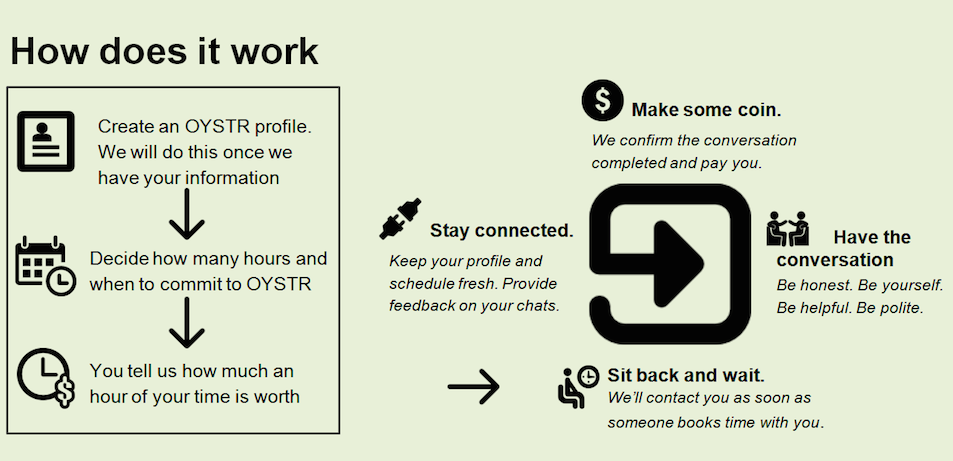 How does it work
Create an OYSTR profile.
We will do this once we
have your information
Decide how many hours and
when to commit to OYSTR
You tell us how much an
hour of your time is worth
Sit back and wait.
We'll contact you as soon as
someone books time with you.
Have the
conversation
Be honest. Be yourself.
Be helpful. Be polite.
$ Make some coin.
We confirm the conversation
completed and pay you.
Stay connected.
Keep your profile and
schedule fresh. Provide
feedback on your chats.